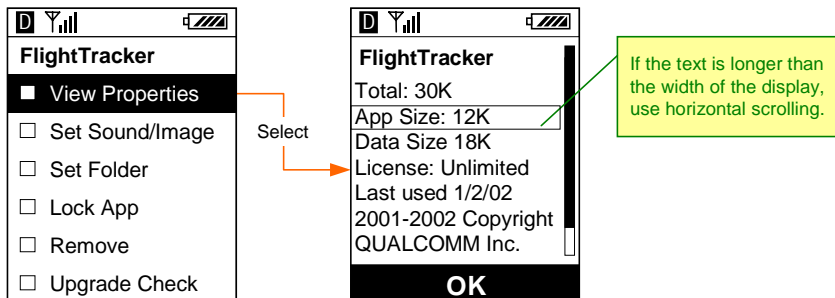 D
FlightTracker
View Properties
Set Sound/Image
Set Folder
Lock App
Remove
Upgrade Check
Select
D
FlightTracker
Total: 30K
App Size: 12K
Data Size 18K
License: Unlimited
Last used 1/2/02
2001-2002 Copyright
QUALCOMM Inc.
OK
If the text is longer than
the width of the display,
use horizontal scrolling.